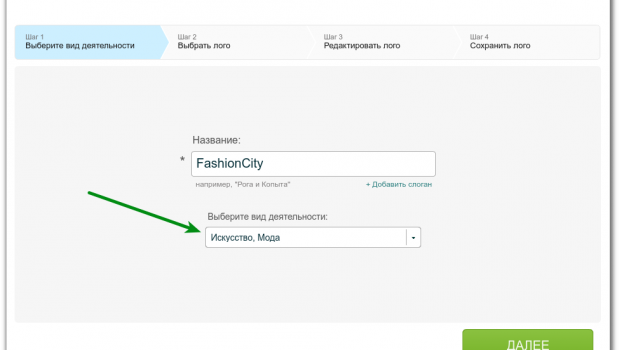 Шаг 1
Выберите вид деятельности
Шаг 2
Выбрать лого
Шаг 3
Редактировать лого
Шаг 4
Сохранить лого
Название:
* FashionCity
например, "Рога и Копыта"
+ Добавить слоган
Выберите вид деятельности:
Искусство, Мода
ДАЛЕЕ